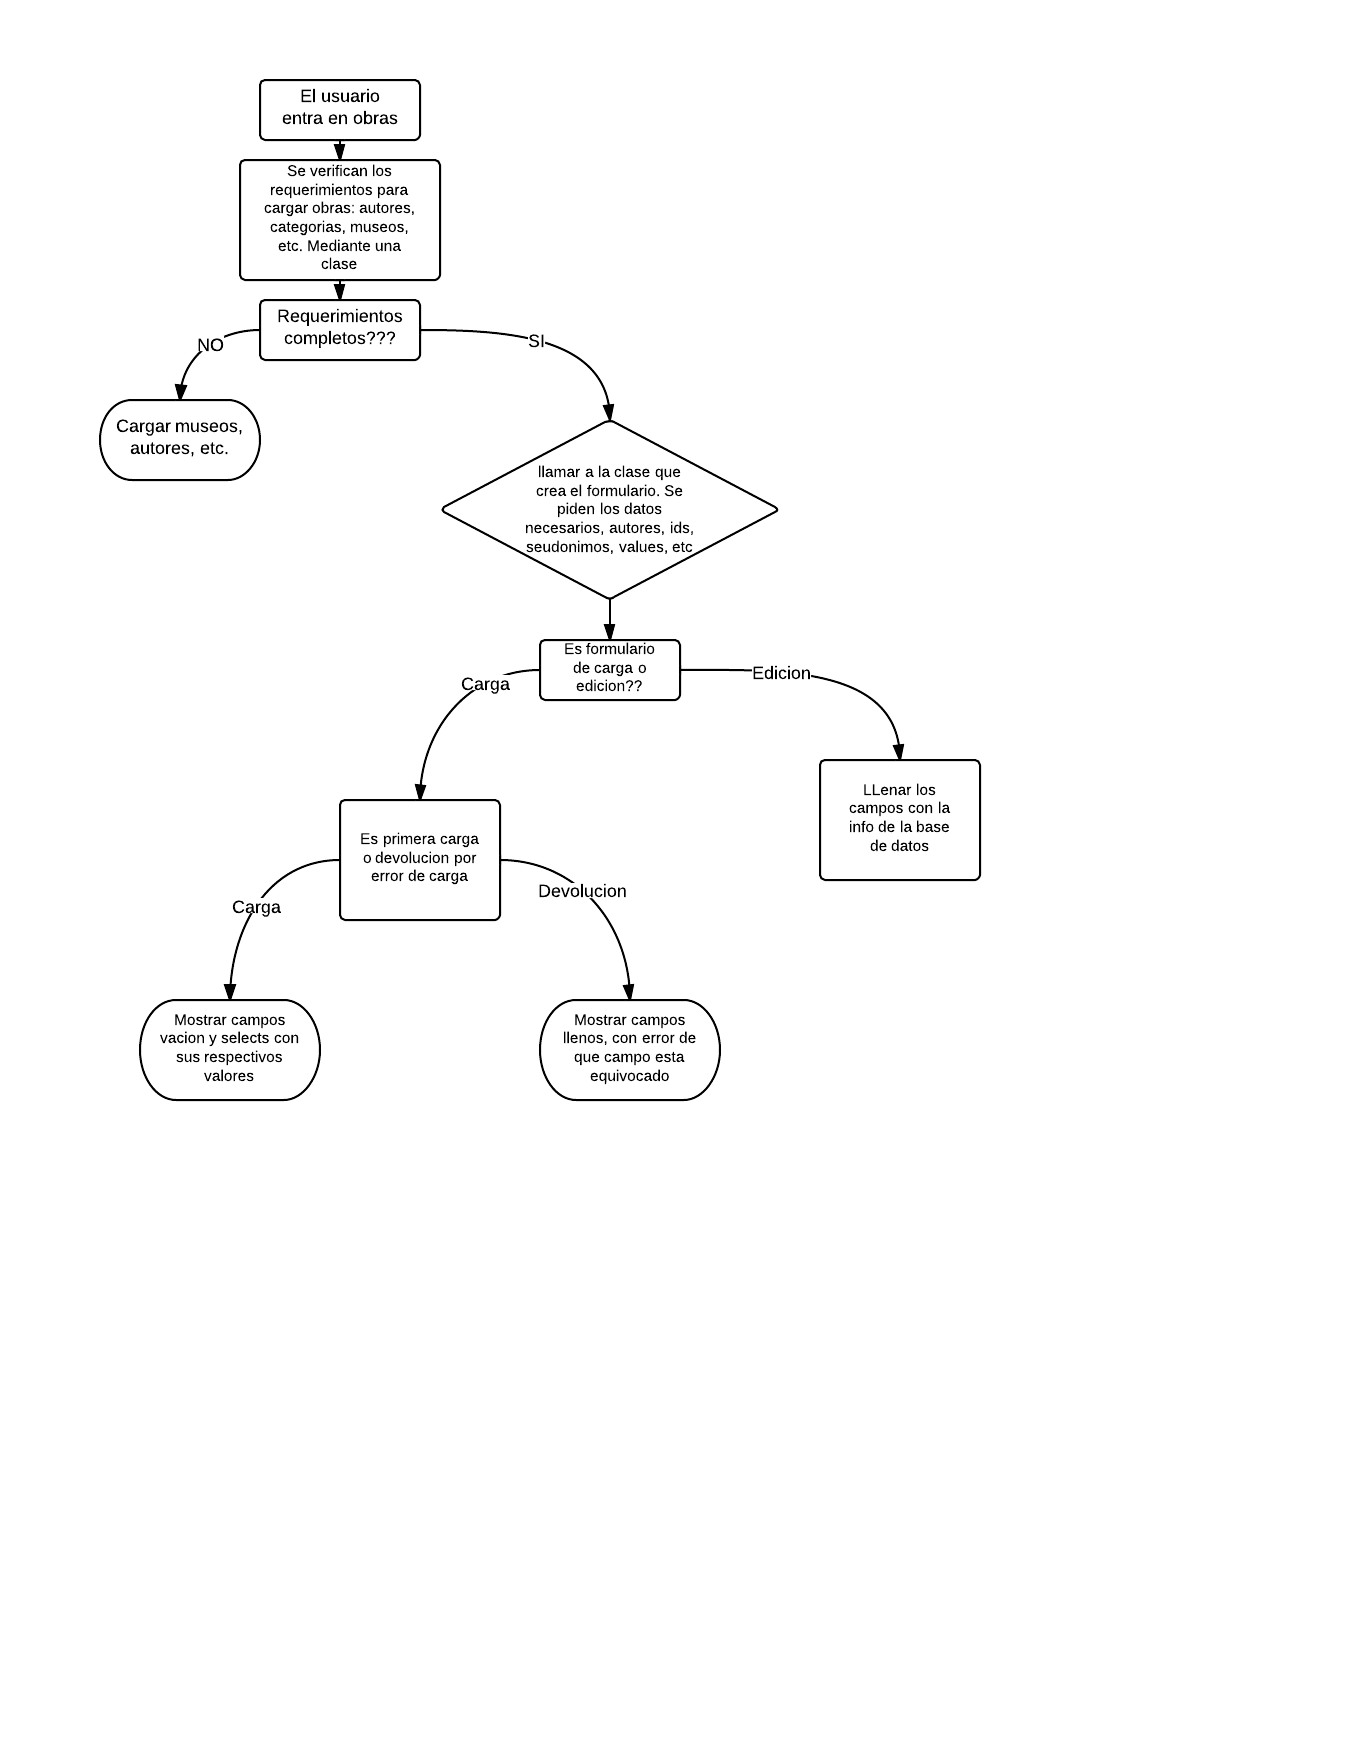 El usuario
entra en obras
Se verifican los
requerimientos para
cargar obras: autores,
categorias, museos,
etc. Mediante una
clase
Requerimientos
completos???
NO
SI
Cargar museos,
autores, etc.
llamar a la clase que
crea el formulario. Se
piden los datos
necesarios, autores, ids,
seudonimos, values, etc
Es formulario
de carga o
edicion??
Carga
Edicion
LLenar los
campos con la
info de la base
de datos
Es primera carga
o devolucion por
error de carga
Carga
Devolucion
Mostrar campos
vacion y selects con
sus respectivos
valores
Mostrar campos
llenos, con error de
que campo esta
equivocado